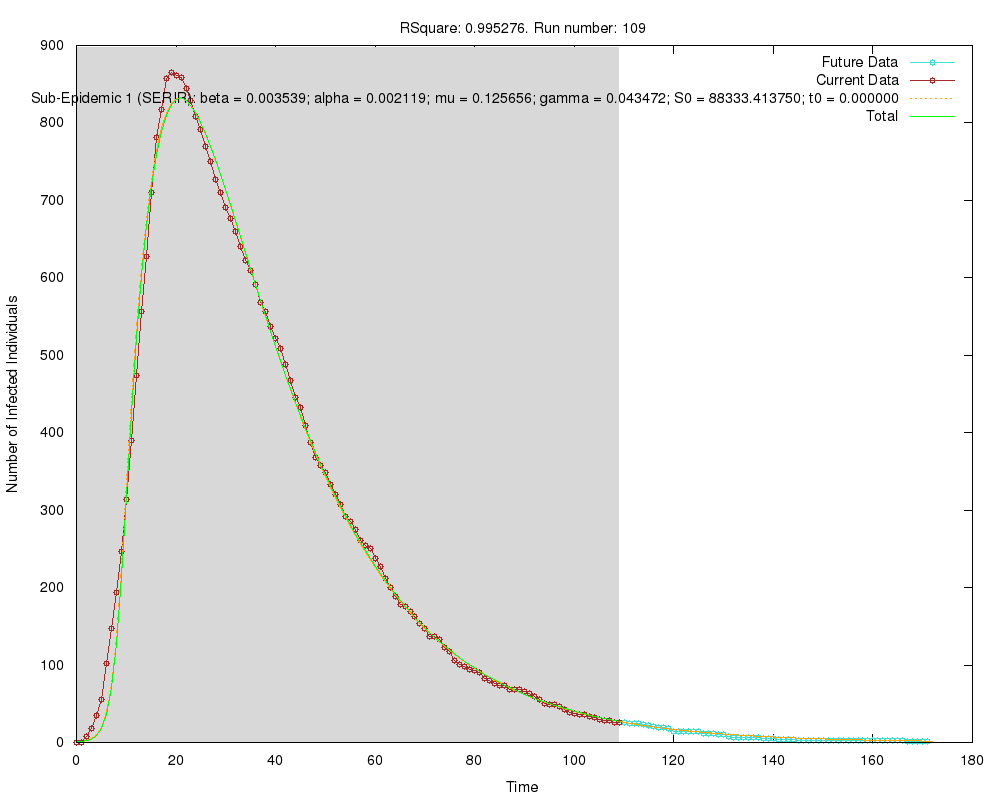 RSquare: 0.995276. Run number: 109
Future Data
Current Data
Sub-Epidemic 1 (SERIR): beta = 0.003539; alpha = 0.002119; mu = 0.125656; gamma = 0.043472; S0 = 88333.413750; t0 = 0.000000
Total
Number of Infected Individuals
900
800
700
600
500
400
300
200
100
0
0 20 40 60 80 100 120 140 160 180
Time